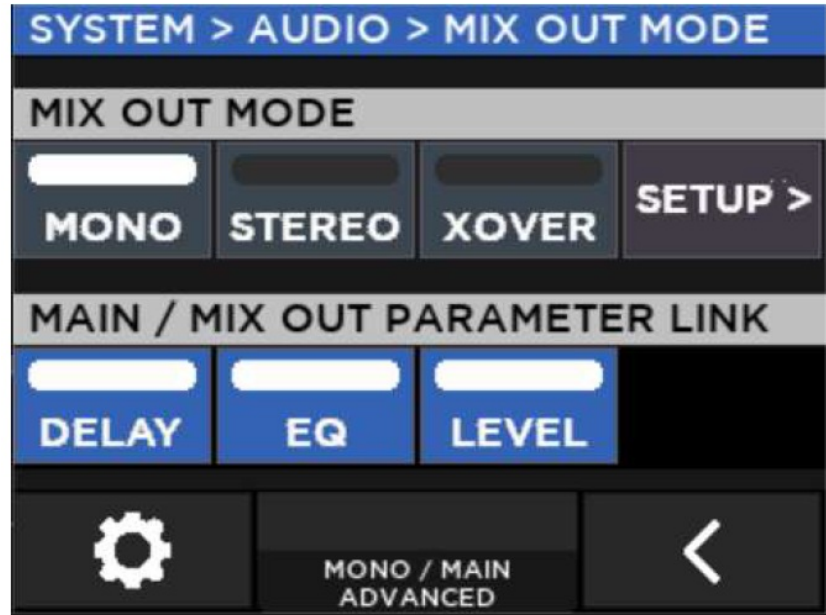 SYSTEM > AUDIO > MIX OUT MODE
MIX OUT MODE
MONO STEREO XOVER SETUP >
MAIN / MIX OUT PARAMETER LINK
DELAY EQ LEVEL
MONO / MAIN
ADVANCED